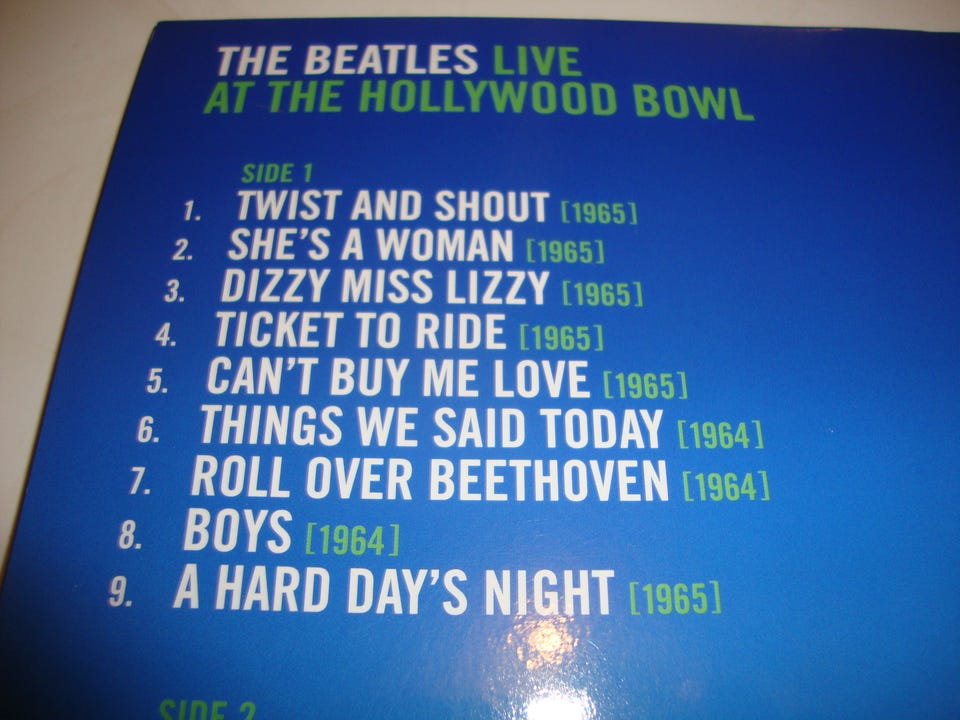 THE BEATLES LIVE
AT THE HOLLYWOOD BOWL
SIDE 1
1. TWIST AND SHOUT [1965]
2. SHE'S A WOMAN [1965]
3. DIZZY MISS LIZZY [1965]
4. TICKET TO RIDE [1965]
5. CAN'T BUY ME LOVE [1965]
6. THINGS WE SAID TODAY [1964]
7. ROLL OVER BEETHOVEN [1964]
8. BOYS [1964]
9. A HARD DAY'S NIGHT [1965]
SIDE 2